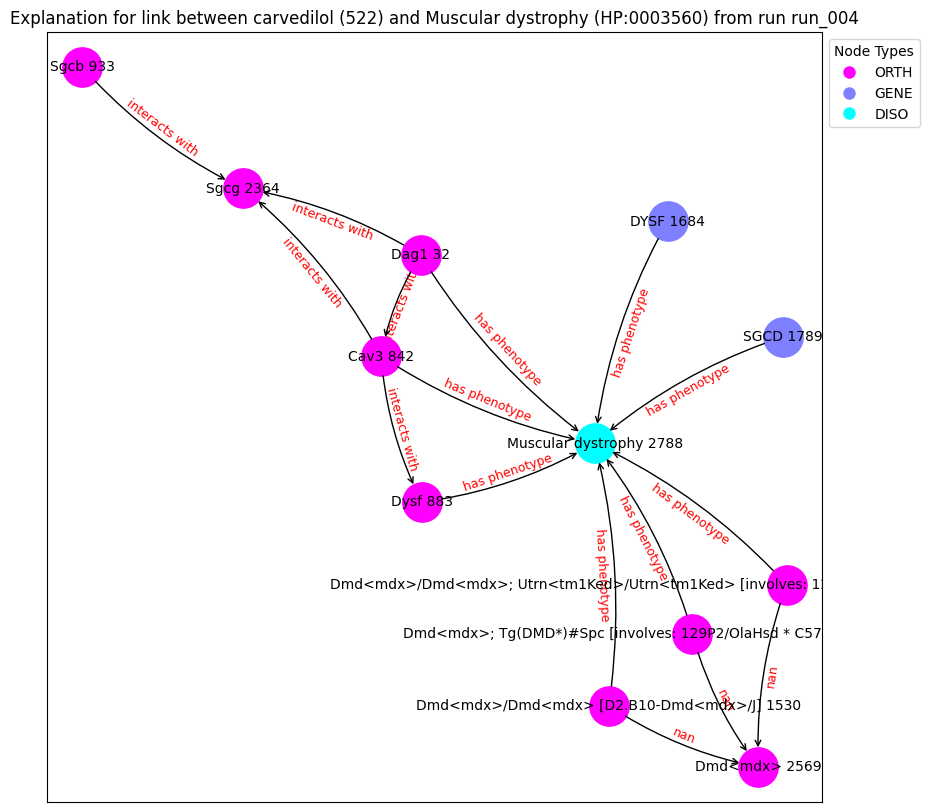 Explanation for link between carvedilol (522) and Muscular dystrophy (HP:0003560) from run run_004
Node Types
ORTH
GENE
DISO
Sgcb 933
interacts with
Sgcg 2364
interacts with
interacts with
Dag1 32
DYSF 1684
teracts wi
has phenotype
has phenotype
SGCD 1789
Cav3 842
has phenotype
has phenotype
interacts with
Muscular dystrophy 2788
has phenotype
Dysf 883
has phenotype
has phenotype
has phenotype
Dmd<mdx>/Dmd<mdx>; Utrn<tm1Ked>/Utrn<tm1Ked> [involves:
Dmd<mdx>; Tg(DMD*)#Spc [involves: 129P2/OlaHsd * C57
nan
nan
Dmd<mdx>/Dmd<mdx> [D2.B10-Dmd<mdx>/J] 1530
nan
Dmd<mdx> 2569